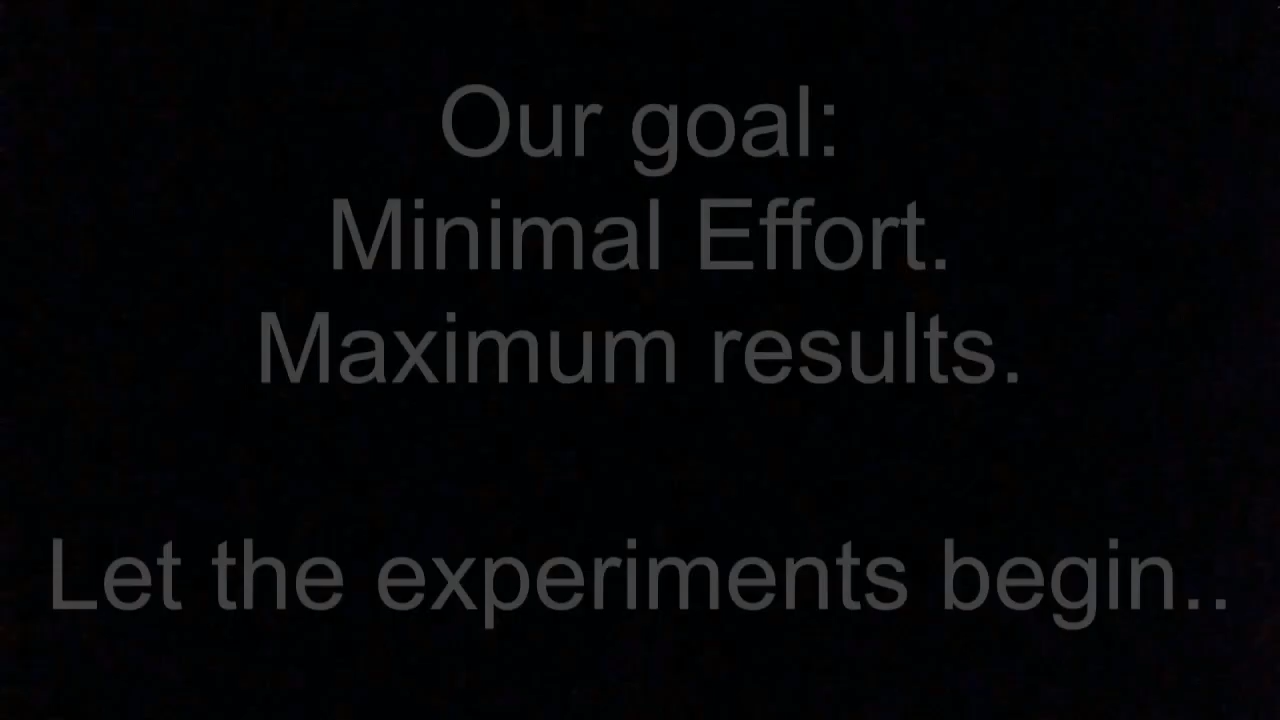 Our goal:
Minimal Effort.
Maximum results.
Let the experiments begin..